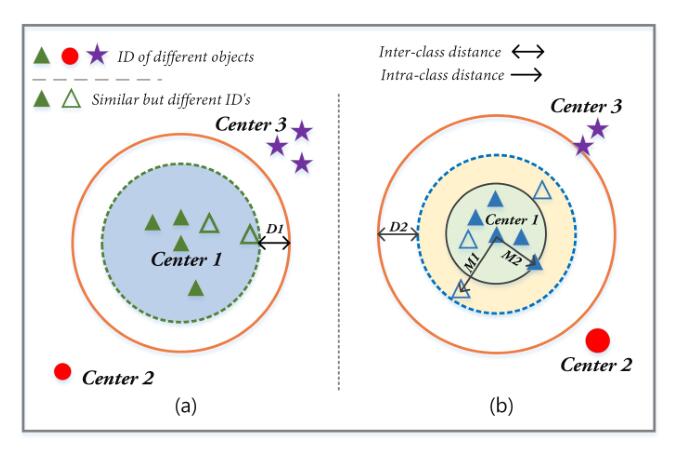 ID of different objects
Similar but different ID's
Center 3
D1
Center 1
Center 2
(a)
Inter-class distance
Intra-class distance
Center 3
D2
Center 1
M1
M2
Center 2
(b)